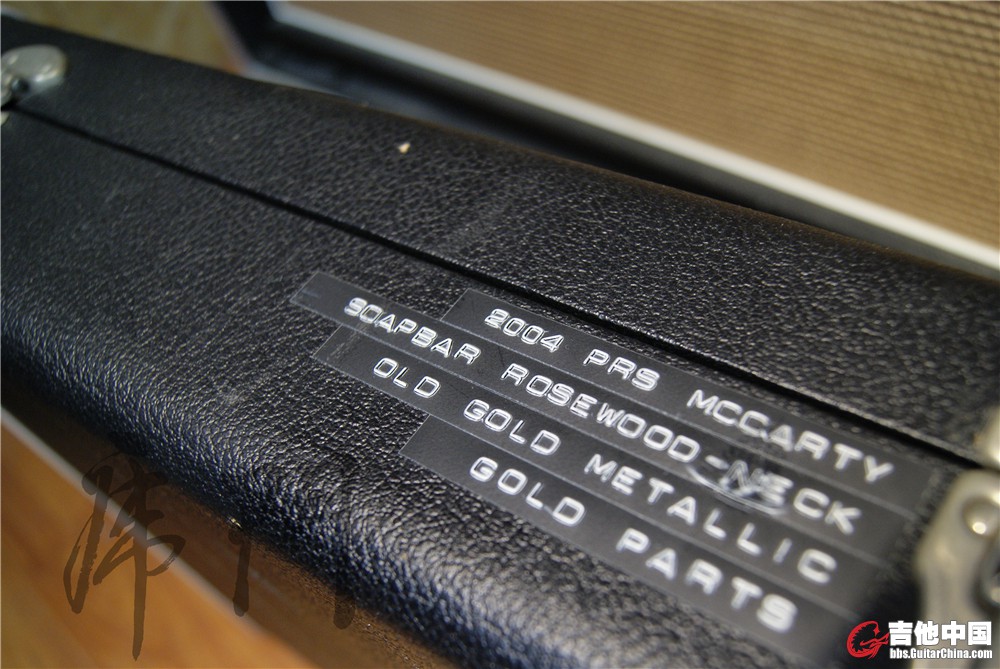 2004 PRS MCCARTY
SOAPBAR ROSEWOOD-NECK
OLD GOLD METALLIC
GOLD PARTS
吉他中国
bbs.GuitarChina.com